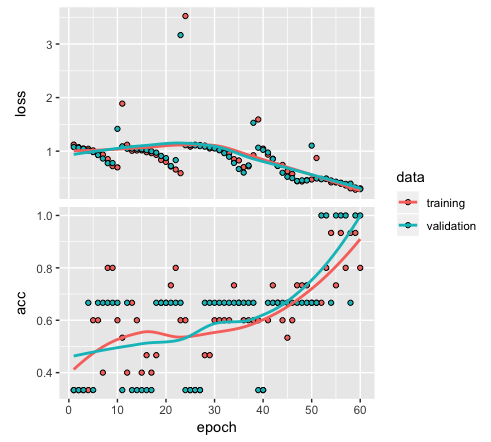 loss
3
2
1
acc
1.0
0.8
0.6
0.4
0 10 20 30 40 50 60
epoch
data
training
validation